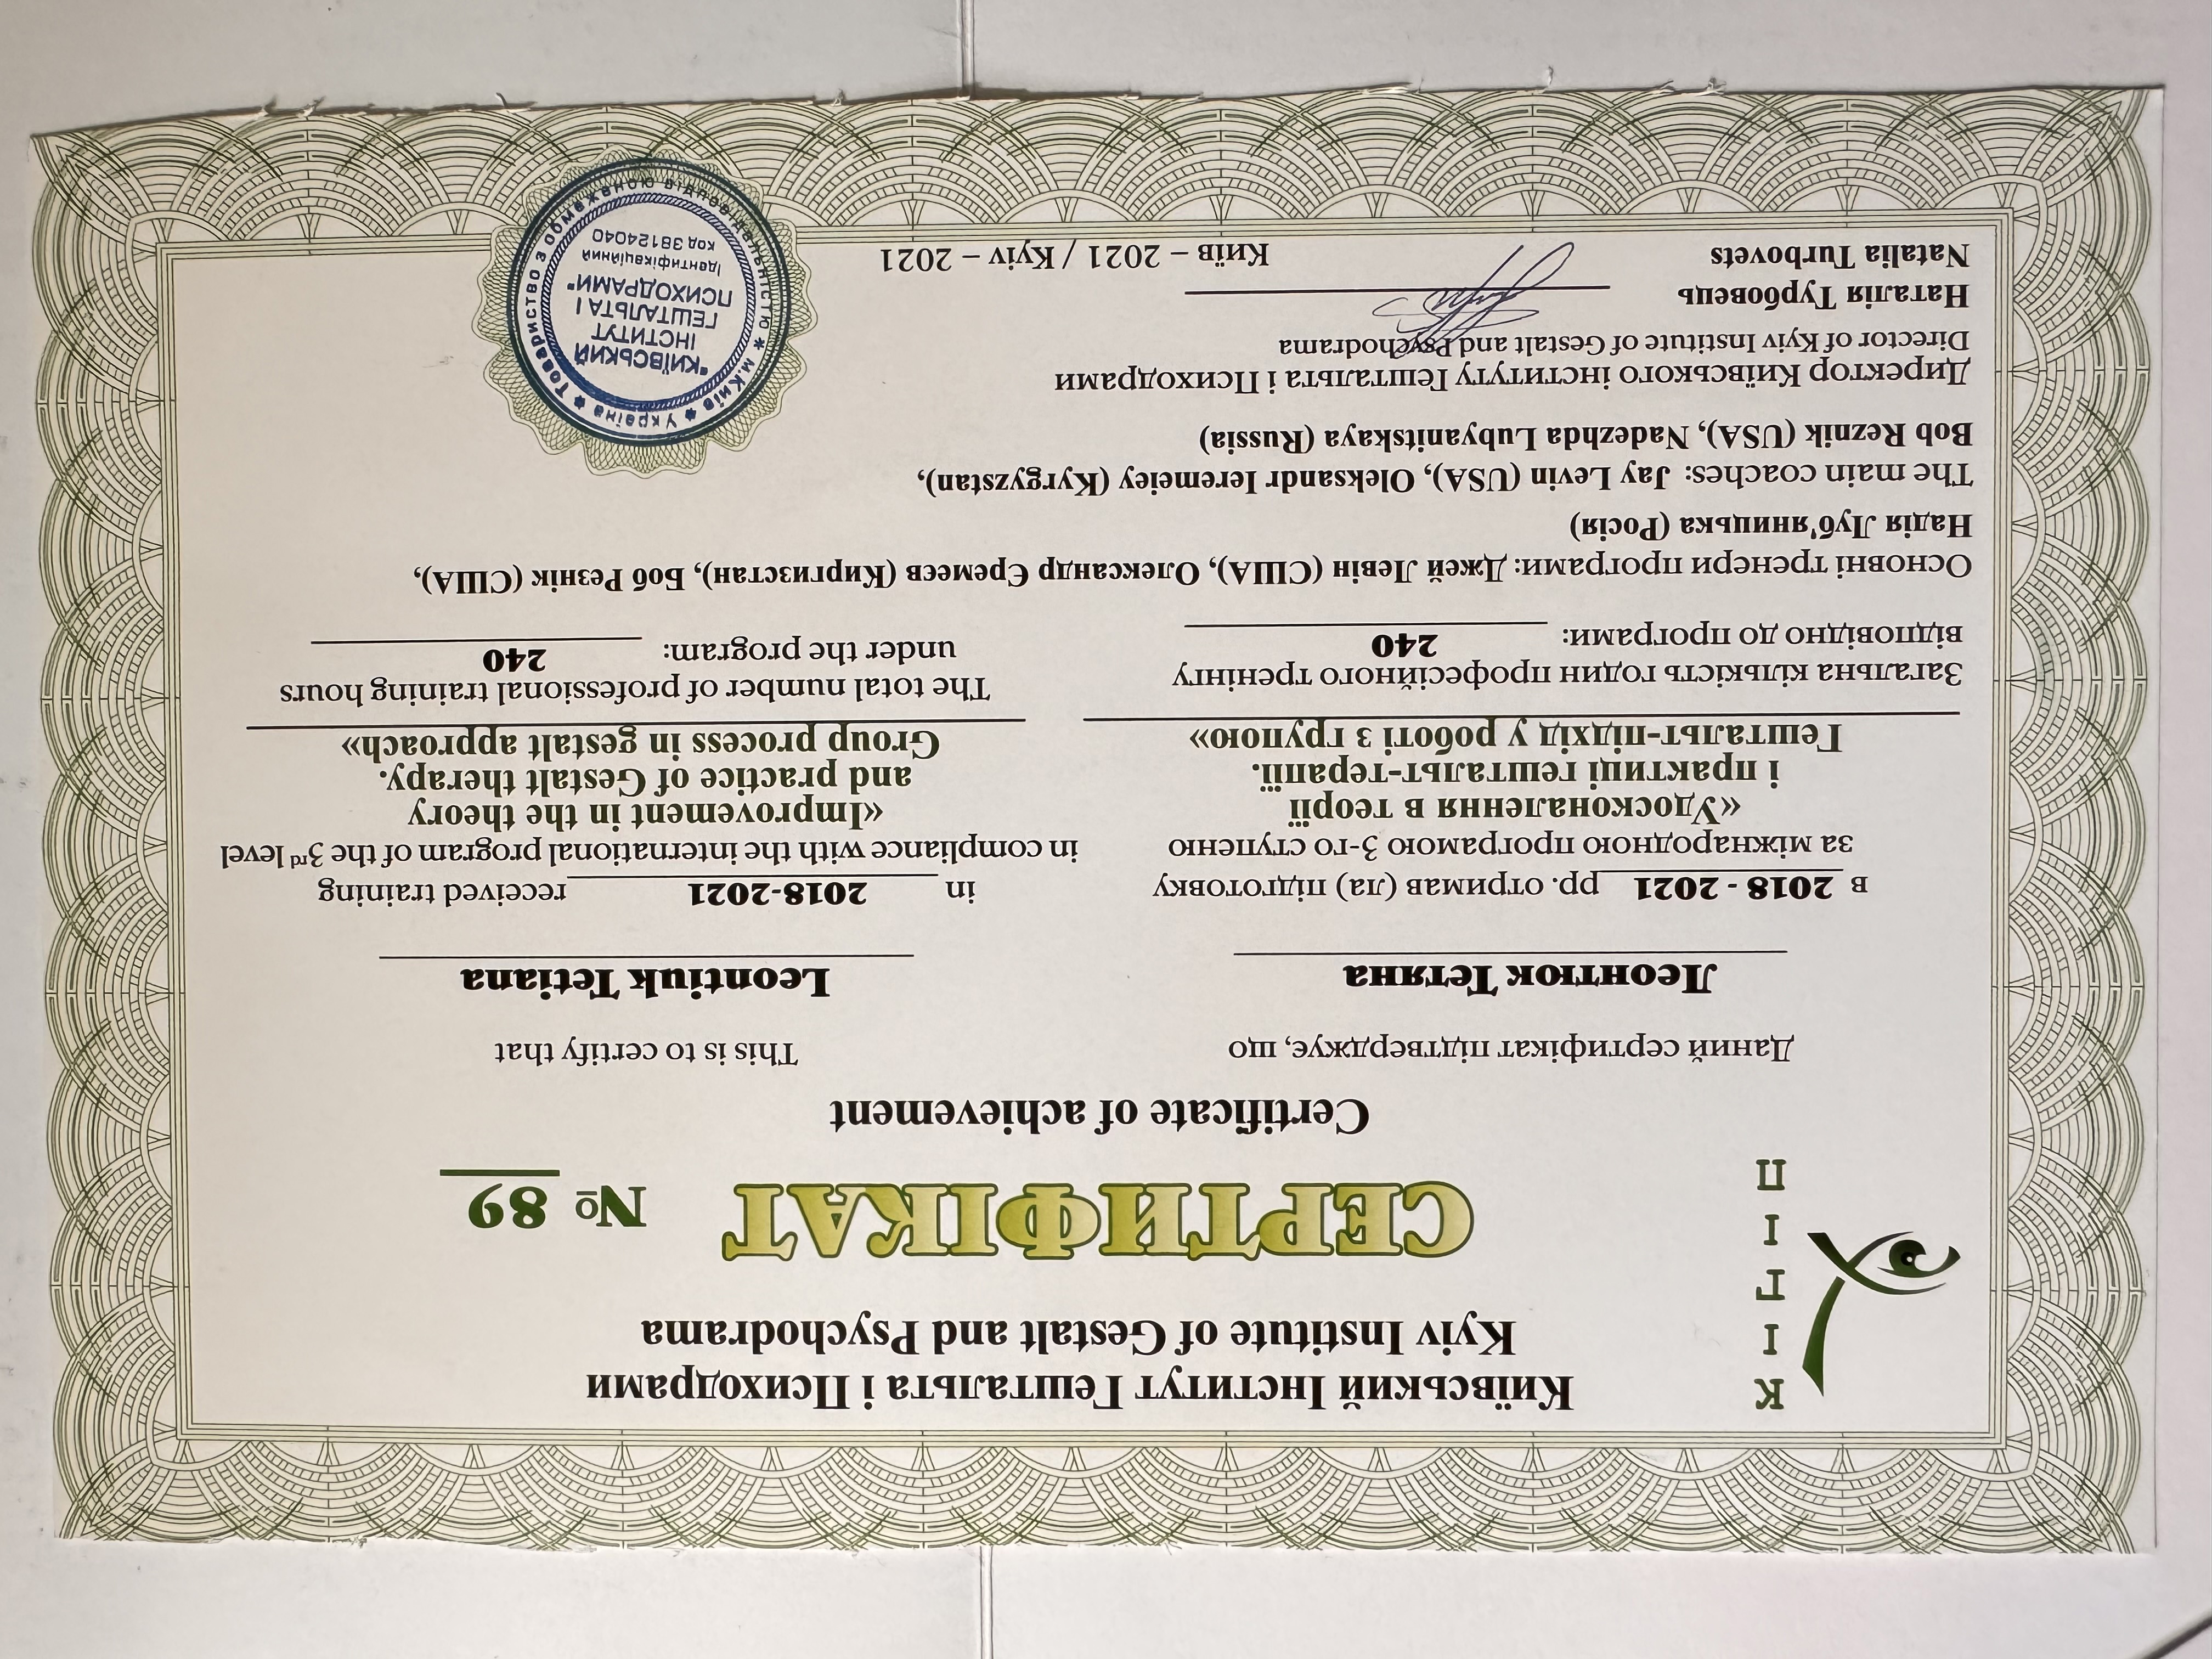 Київський Інститут Гештальта і Психодрами
Kyiv Institute of Gestalt and Psychodrama
К
І
Г
І
П
СЕРТИФІКАТ № 89
Certificate of achievement
Даний сертифікат підтверджує, що
Леонтюк Тетяна
в 2018 - 2021 рр. отримав (ла) підготовку
за міжнародною програмою 3-го ступеню
«Удосконалення в теорії
і практиці гештальт-терапії.
Гештальт-підхід у роботі з групою»
Загальна кількість годин професійного тренінгу
відповідно до програми: 240
This is to certify that
Leontiuk Tetiana
in 2018-2021 received training
in compliance with the international program of the 3rd level
«Improvement in the theory
and practice of Gestalt therapy.
Group process in gestalt approach»
The total number of professional training hours
under the program: 240
Основні тренери програми: Джей Левін (США), Олександр Єремеєв (Киргизстан), Боб Резнік (США),
Надія Луб'яницька (Росія)
The main coaches: Jay Levin (USA), Oleksandr Ieremeiev (Kyrgyzstan),
Bob Reznik (USA), Nadezhda Lubyanitskaya (Russia)
Директор Київського інституту Гештальта і Психодрами
Director of Kyiv Institute of Gestalt and Psychodrama
Наталія Турбовець
Natalia Turbovets
Київ – 2021 / Kyiv – 2021
Україна * м.Київ * Товариство з обмеженою відповідальністю
"КИЇВСЬКИЙ
ІНСТИТУТ
ГЕШТАЛЬТА І
ПСИХОДРАМИ"
Ідентифікаційний
код 38124040